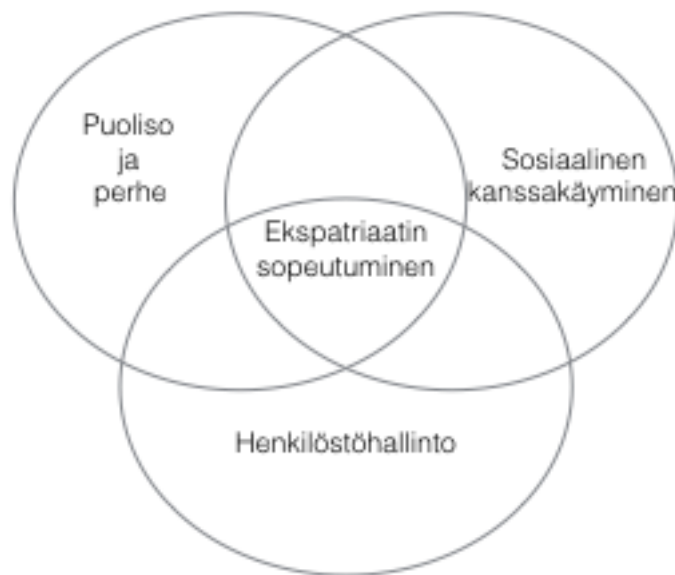 Puoliso
ja
perhe
Sosiaalinen
kanssakäyminen
Ekspatriaatin
sopeutuminen
Henkilöstöhallinto